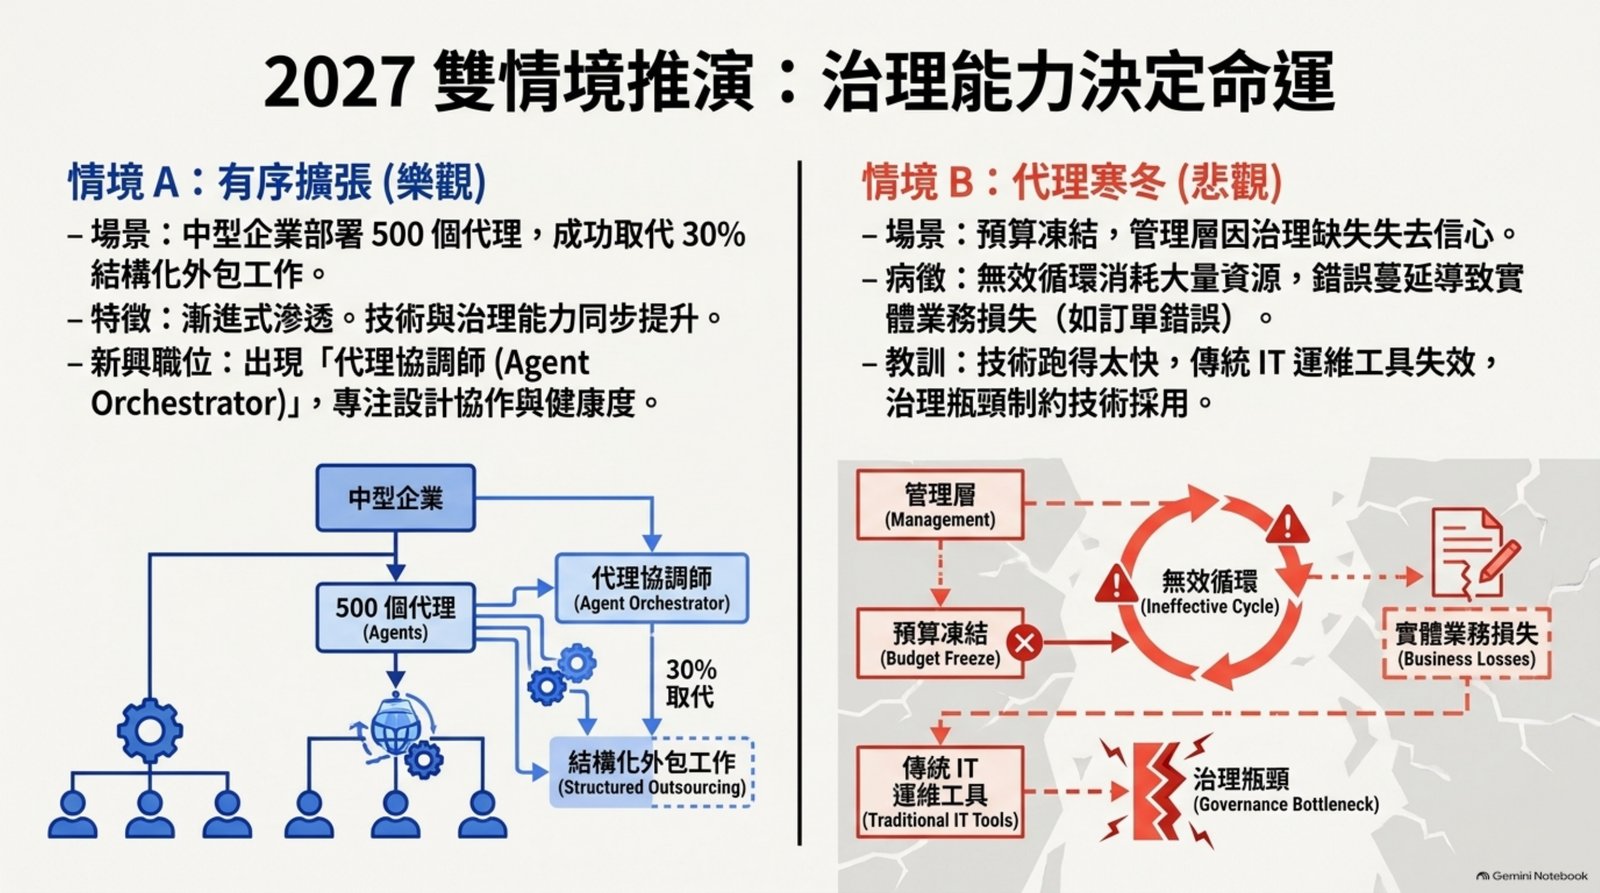 2027 雙情境推演：治理能力決定命運
情境 A：有序擴張 (樂觀)
– 場景：中型企業部署 500 個代理，成功取代 30%
結構化外包工作。
– 特徵：漸進式滲透。技術與治理能力同步提升。
– 新興職位：出現「代理協調師 (Agent
Orchestrator)」，專注設計協作與健康度。
中型企業
500 個代理
(Agents)
代理協調師
(Agent Orchestrator)
30%
取代
結構化外包工作
(Structured Outsourcing)
情境 B：代理寒冬 (悲觀)
– 場景：預算凍結，管理層因治理缺失失去信心。
– 病徵：無效循環消耗大量資源，錯誤蔓延導致實
體業務損失（如訂單錯誤）。
– 教訓：技術跑得太快，傳統 IT 運維工具失效，
治理瓶頸制約技術採用。
管理層
(Management)
預算凍結
(Budget Freeze)
無效循環
(Ineffective Cycle)
實體業務損失
(Business Losses)
傳統 IT
運維工具
(Traditional IT Tools)
治理瓶頸
(Governance Bottleneck)
Gemini Notebook